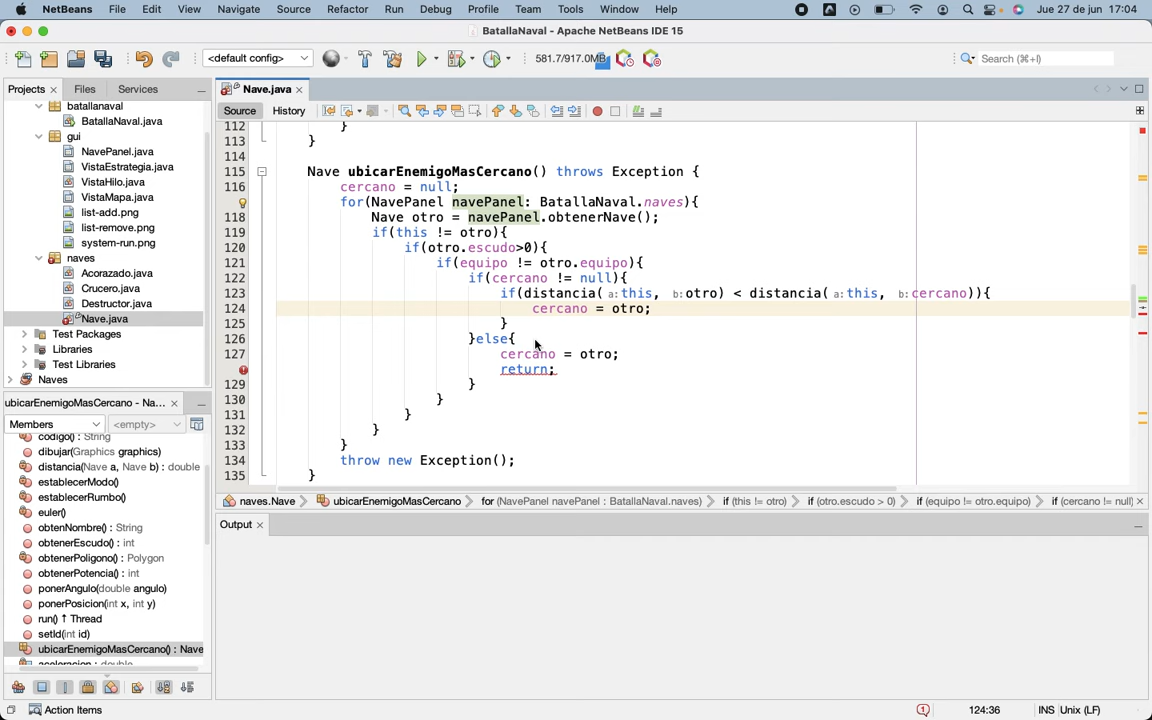 NetBeans File Edit View Navigate Source Refactor Run Debug Profile Team Tools Window Help Jue 27 de jun 17:04
BatallaNaval - Apache NetBeans IDE 15
<default config> 581.7/917.0MB Search (⌘+I)
Projects Files Services
Nave.java
Source History
batallanaval
BatallaNaval.java
gui
NavePanel.java
VistaEstrategia.java
VistaHilo.java
VistaMapa.java
list-add.png
list-remove.png
system-run.png
naves
Acorazado.java
Crucero.java
Destructor.java
Nave.java
Test Packages
Libraries
Test Libraries
Naves
ubicarEnemigoMasCercano - Na...
Members <empty>
codigo() : String
dibujar(Graphics graphics)
distancia(Nave a, Nave b) : double
establecerModo()
establecerRumbo()
euler()
obtenNombre() : String
obtenerEscudo() : int
obtenerPoligono() : Polygon
obtenerPotencia() : int
ponerAngulo(double angulo)
ponerPosicion(int x, int y)
run() ↑ Thread
setId(int id)
ubicarEnemigoMasCercano() : Nave
aceleracion : double
112 }
113 }
114
115 Nave ubicarEnemigoMasCercano() throws Exception {
116 cercano = null;
for(NavePanel navePanel: BatallaNaval.naves){
118 Nave otro = navePanel.obtenerNave();
119 if(this != otro){
120 if(otro.escudo>0){
121 if(equipo != otro.equipo){
122 if(cercano != null){
123 if(distancia( a: this, b: otro) < distancia( a: this, b: cercano)){
124 cercano = otro;
125 }
126 }else{
127 cercano = otro;
return;
129 }
130 }
131 }
132 }
133 }
134 throw new Exception();
135 }
naves.Nave ubicarEnemigoMasCercano for (NavePanel navePanel : BatallaNaval.naves) if (this != otro) if (otro.escudo > 0) if (equipo != otro.equipo) if (cercano != null)
Output
Action Items 1 124:36 INS Unix (LF)